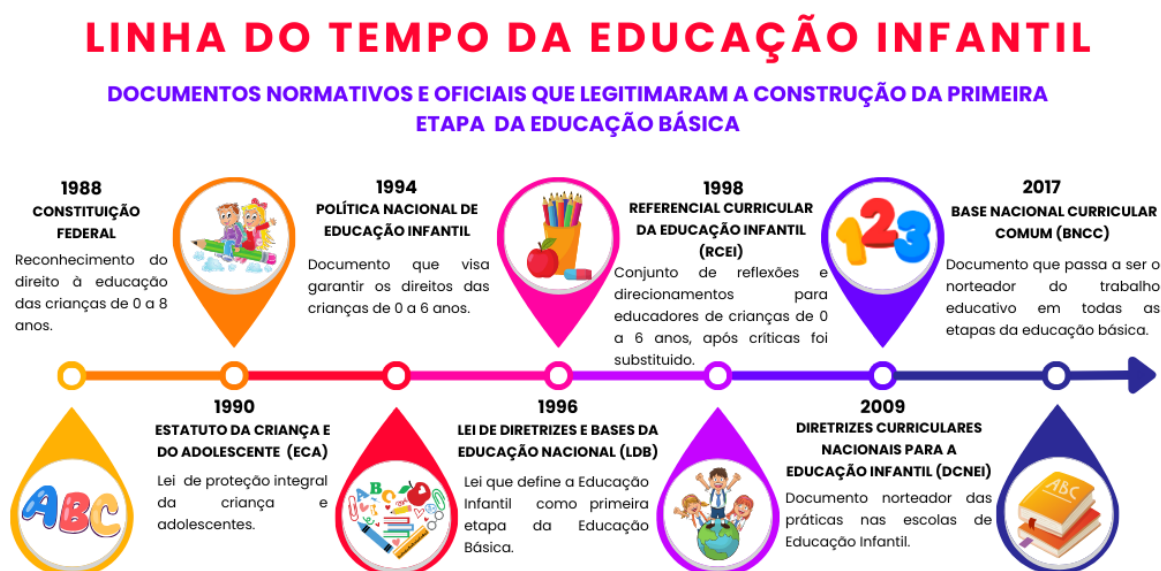 LINHA DO TEMPO DA EDUCAÇÃO INFANTIL
DOCUMENTOS NORMATIVOS E OFICIAIS QUE LEGITIMARAM A CONSTRUÇÃO DA PRIMEIRA
ETAPA DA EDUCAÇÃO BÁSICA
1988
CONSTITUIÇÃO
FEDERAL
Reconhecimento do
direito à educação
das crianças de 0 a 8
anos.
ABC
1990
ESTATUTO DA CRIANÇA E
DO ADOLESCENTE (ECA)
Lei de proteção integral
da criança e
adolescentes.
1994
POLÍTICA NACIONAL DE
EDUCAÇÃO INFANTIL
Documento que visa
garantir os direitos das
crianças de 0 a 6 anos.
ABC
1996
LEI DE DIRETRIZES E BASES DA
EDUCAÇÃO NACIONAL (LDB)
Lei que define a Educação
Infantil como primeira
etapa da Educação
Básica.
1998
REFERENCIAL CURRICULAR
DA EDUCAÇÃO INFANTIL
(RCEI)
Conjunto de reflexões e
direcionamentos para
educadores de crianças de 0
a 6 anos, após críticas foi
substituido.
123
2009
DIRETRIZES CURRICULARES
NACIONAIS PARA A
EDUCAÇÃO INFANTIL (DCNEI)
Documento norteador das
práticas nas escolas de
Educação Infantil.
2017
BASE NACIONAL CURRICULAR
COMUM (BNCC)
Documento que passa a ser o
norteador do trabalho
educativo em todas as
etapas da educação básica.
ABC